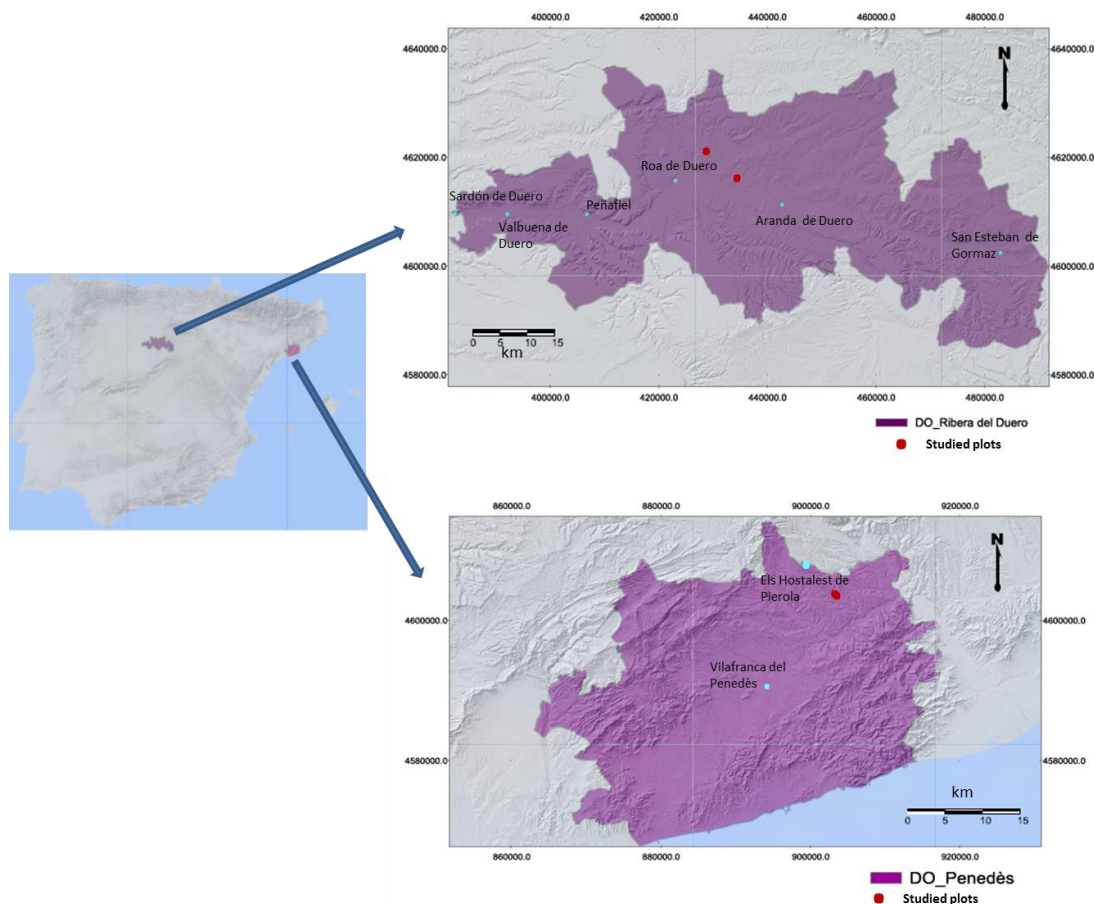 400000.0 420000.0 440000.0 460000.0 480000.0
4640000.0 4640000.0
N
4620000.0 4620000.0
Roa de Duero
Sardón de Duero
Peñafiel
Valbuena de
Duero
Aranda de Duero
San Esteban de
Gormaz
4600000.0 4600000.0
0 5 10 15
km
4580000.0 4580000.0
400000.0 420000.0 440000.0 460000.0 480000.0
DO_Ribera del Duero
Studied plots
860000.0 880000.0 900000.0 920000.0
N
Els Hostalest de
Pierola
4600000.0 4600000.0
Vilafranca del
Penedès
4580000.0 4580000.0
km
0 5 10 15
860000.0 880000.0 900000.0 920000.0
DO_Penedès
Studied plots